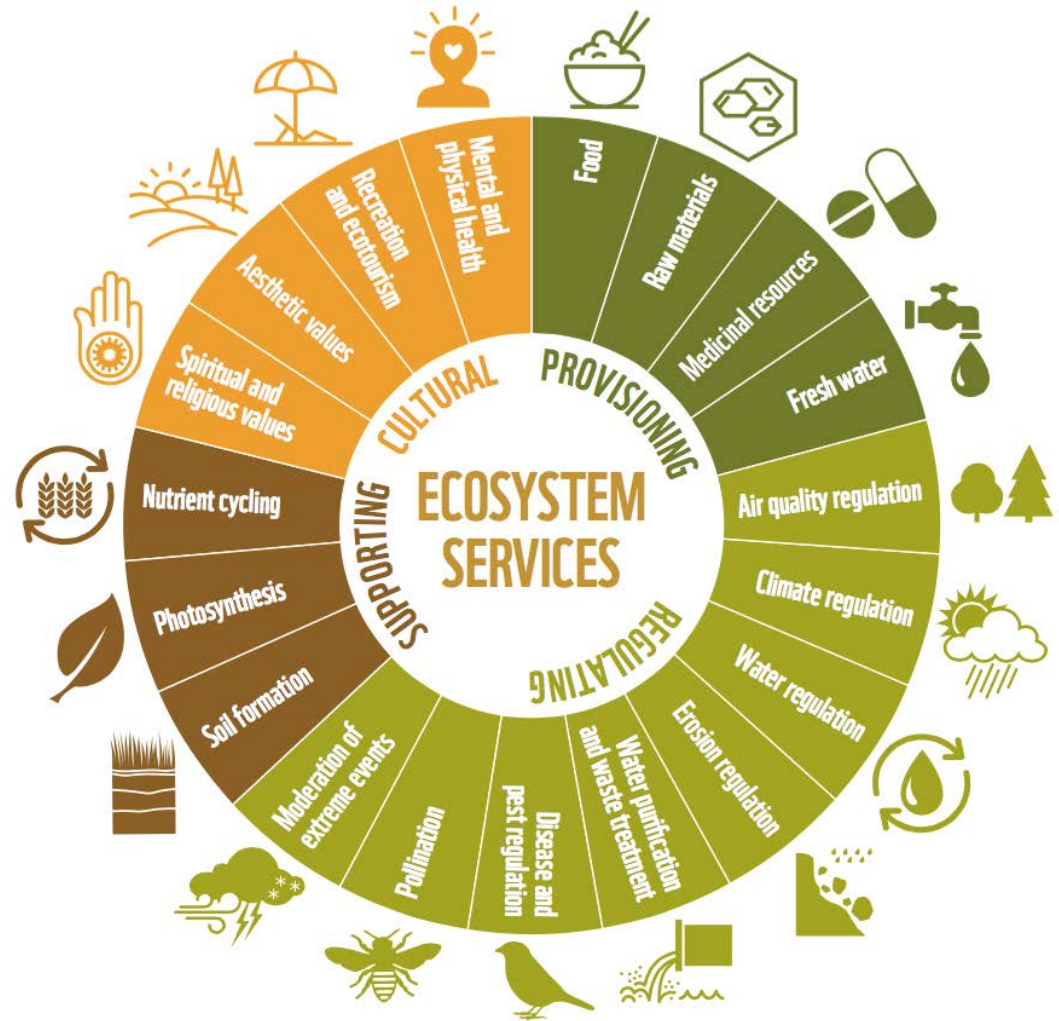 ECOSYSTEM
SERVICES
PROVISIONING
Food
Raw materials
Medicinal resources
Fresh water
REGULATING
Air quality regulation
Climate regulation
Water regulation
Erosion regulation
Water purification
and waste treatment
Disease and
pest regulation
Pollination
Moderation of
extreme events
SUPPORTING
Soil formation
Photosynthesis
Nutrient cycling
CULTURAL
Spiritual and
religious values
Aesthetic values
Recreation
and ecotourism
Mental and
physical health